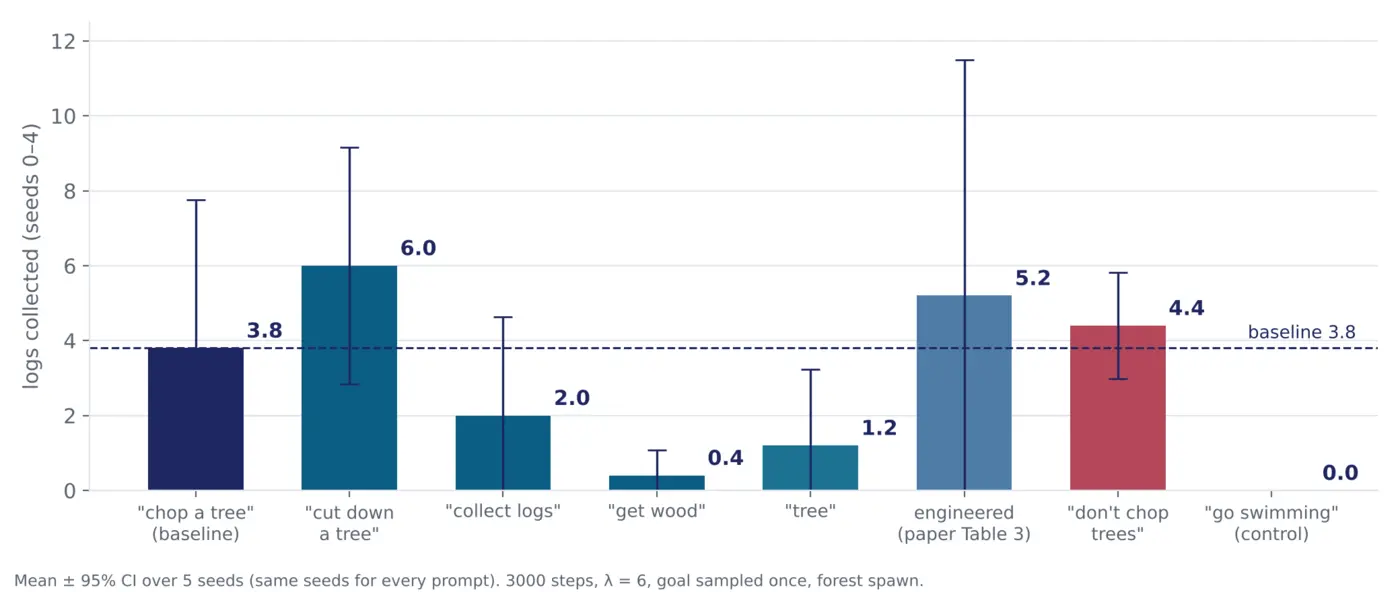 logs collected (seeds 0–4)
12
10
8
6
4
2
0
3.8
6.0
2.0
0.4
1.2
5.2
4.4
0.0
baseline 3.8
"chop a tree"
(baseline)
"cut down
a tree"
"collect logs"
"get wood"
"tree"
engineered
(paper Table 3)
"don't chop
trees"
"go swimming"
(control)
Mean ± 95% CI over 5 seeds (same seeds for every prompt). 3000 steps, λ = 6, goal sampled once, forest spawn.